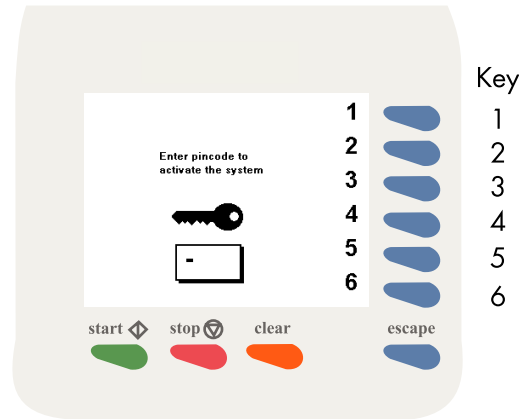 Key
1 1
2 2
Enter pincode to
activate the system
3 3
4 4
5 5
-
6 6
start stop clear escape